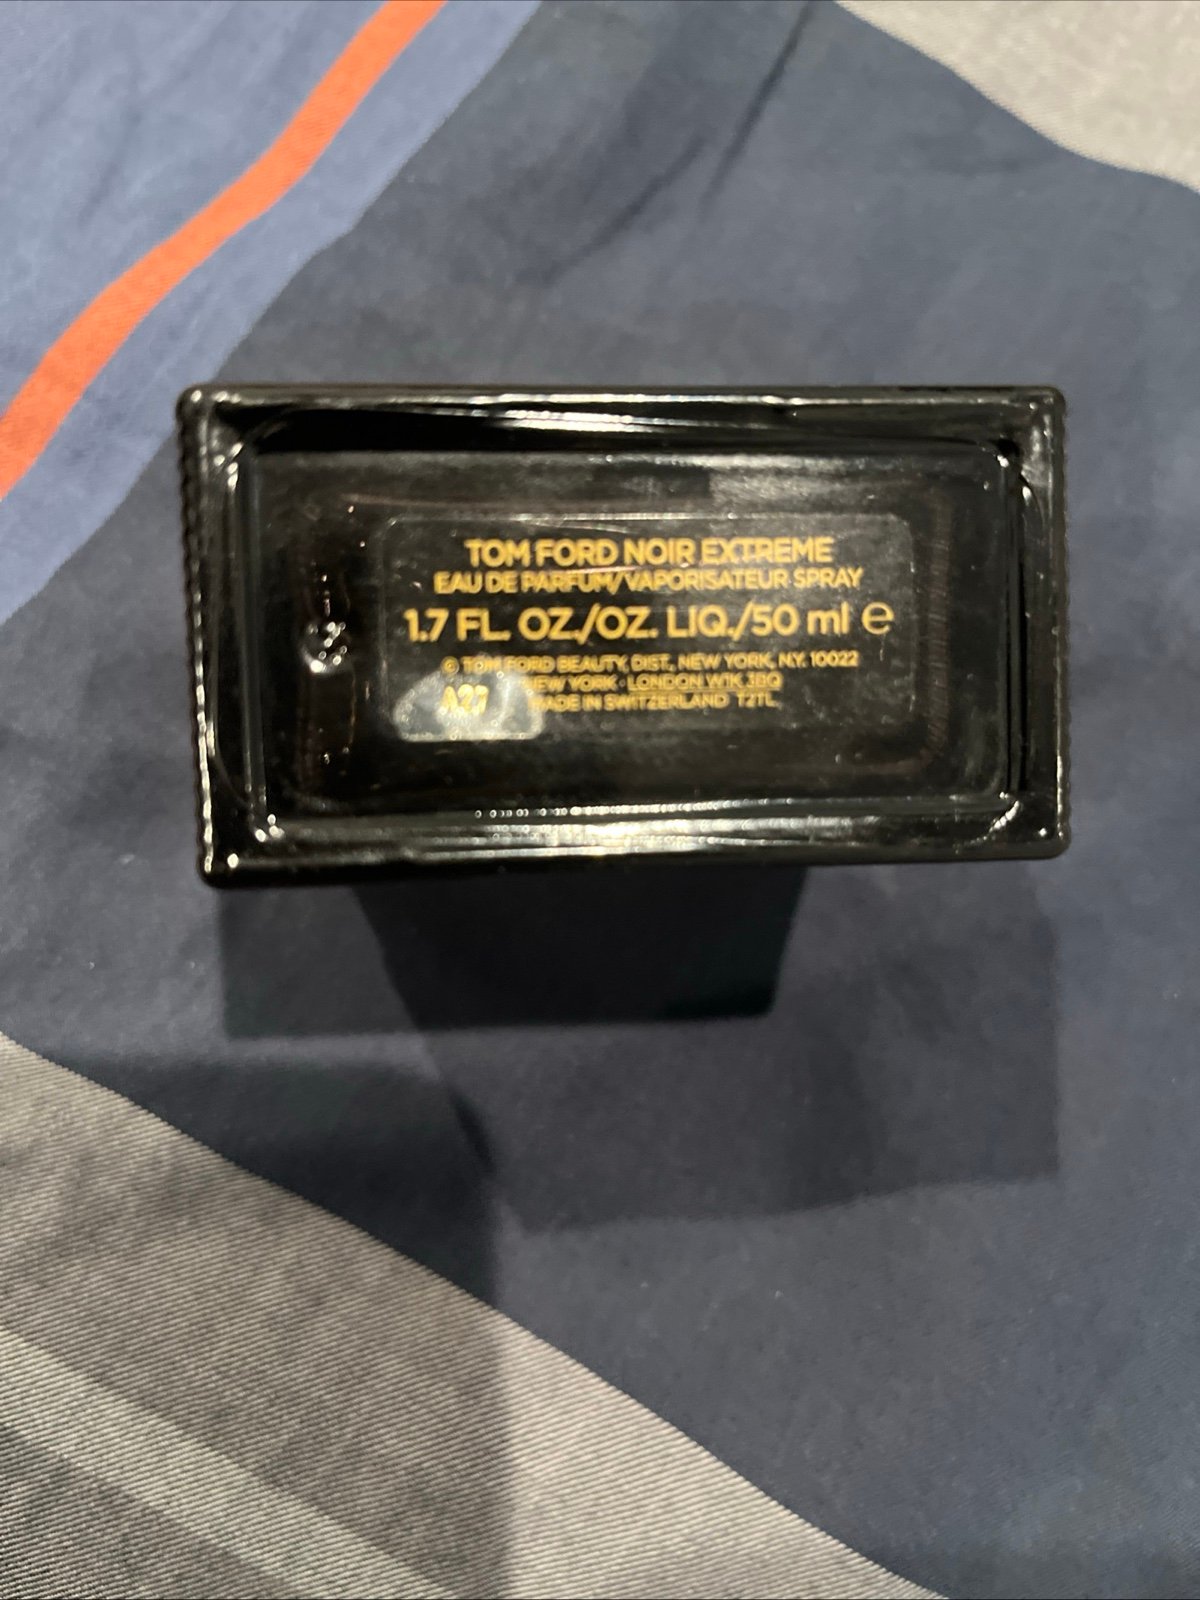 TOM FORD NOIR EXTREME
EAU DE PARFUM/VAPORISATEUR SPRAY
1.7 FL. OZ./OZ. LIQ./50 ml e
© TOM FORD BEAUTY, DIST., NEW YORK, N.Y. 10022
NEW YORK · LONDON W1K 3BQ
MADE IN SWITZERLAND T2TL
A27